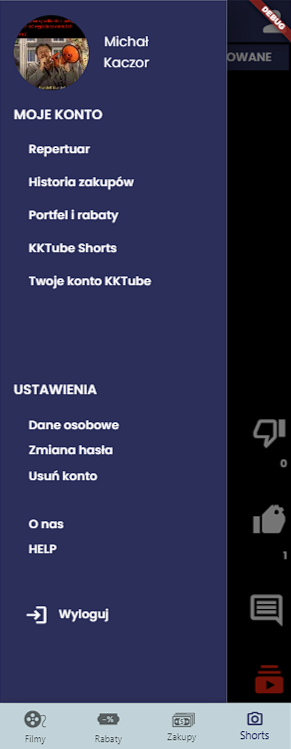 DEBUG
Michał
Kaczor
OWANE
MOJE KONTO
Repertuar
Historia zakupów
Portfel i rabaty
KKTube Shorts
Twoje konto KKTube
USTAWIENIA
Dane osobowe
Zmiana hasła
Usuń konto
0
O nas
HELP
1
Wyloguj
Filmy
Rabaty
Zakupy
Shorts